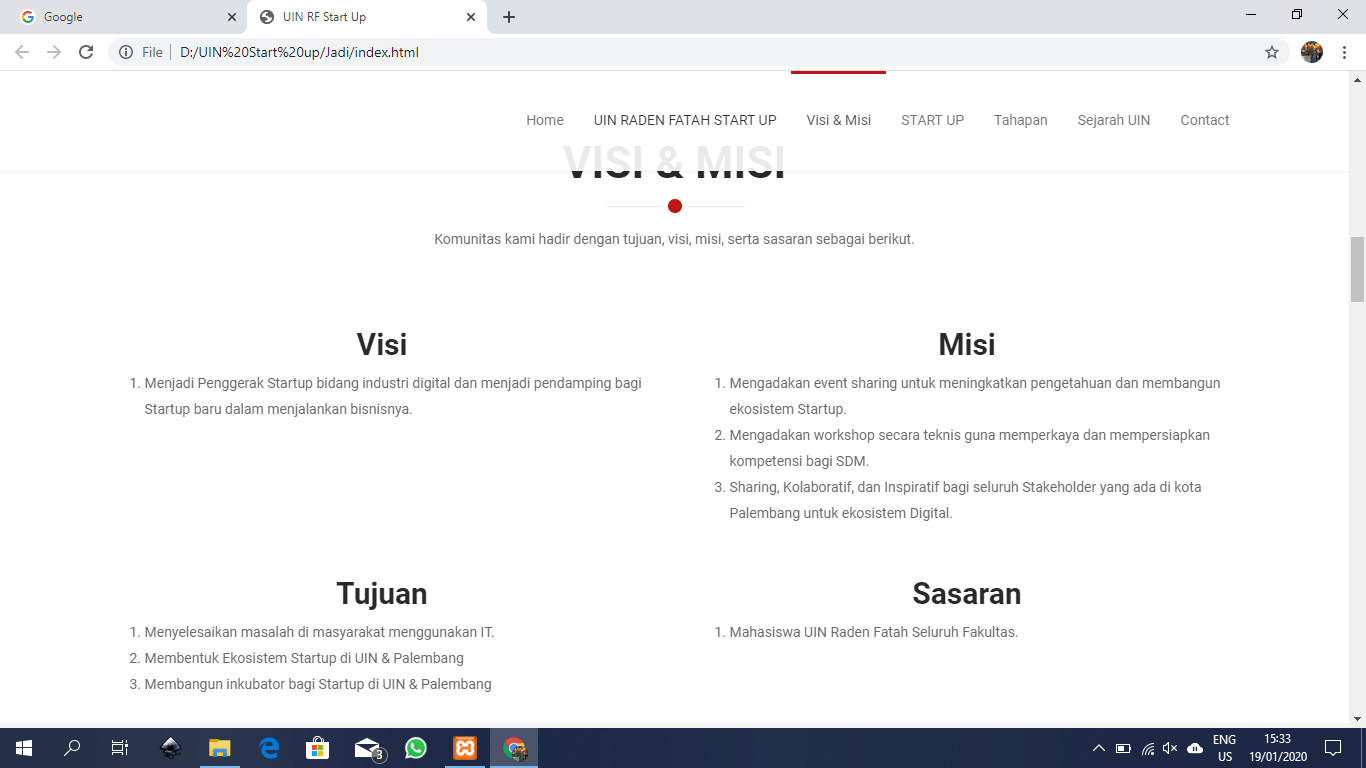 Google
UIN RF Start Up
File
D:/UIN%20Start%20up/Jadi/index.html
Home
UIN RADEN FATAH START UP
Visi & Misi
START UP
Tahapan
Sejarah UIN
Contact
VISI & MISI
Komunitas kami hadir dengan tujuan, visi, misi, serta sasaran sebagai berikut.
Visi
1. Menjadi Penggerak Startup bidang industri digital dan menjadi pendamping bagi
Startup baru dalam menjalankan bisnisnya.
Misi
1. Mengadakan event sharing untuk meningkatkan pengetahuan dan membangun
ekosistem Startup.
2. Mengadakan workshop secara teknis guna memperkaya dan mempersiapkan
kompetensi bagi SDM.
3. Sharing, Kolaboratif, dan Inspiratif bagi seluruh Stakeholder yang ada di kota
Palembang untuk ekosistem Digital.
Tujuan
1. Menyelesaikan masalah di masyarakat menggunakan IT.
2. Membentuk Ekosistem Startup di UIN & Palembang
3. Membangun inkubator bagi Startup di UIN & Palembang
Sasaran
1. Mahasiswa UIN Raden Fatah Seluruh Fakultas.
3
ENG
US
15:33
19/01/2020